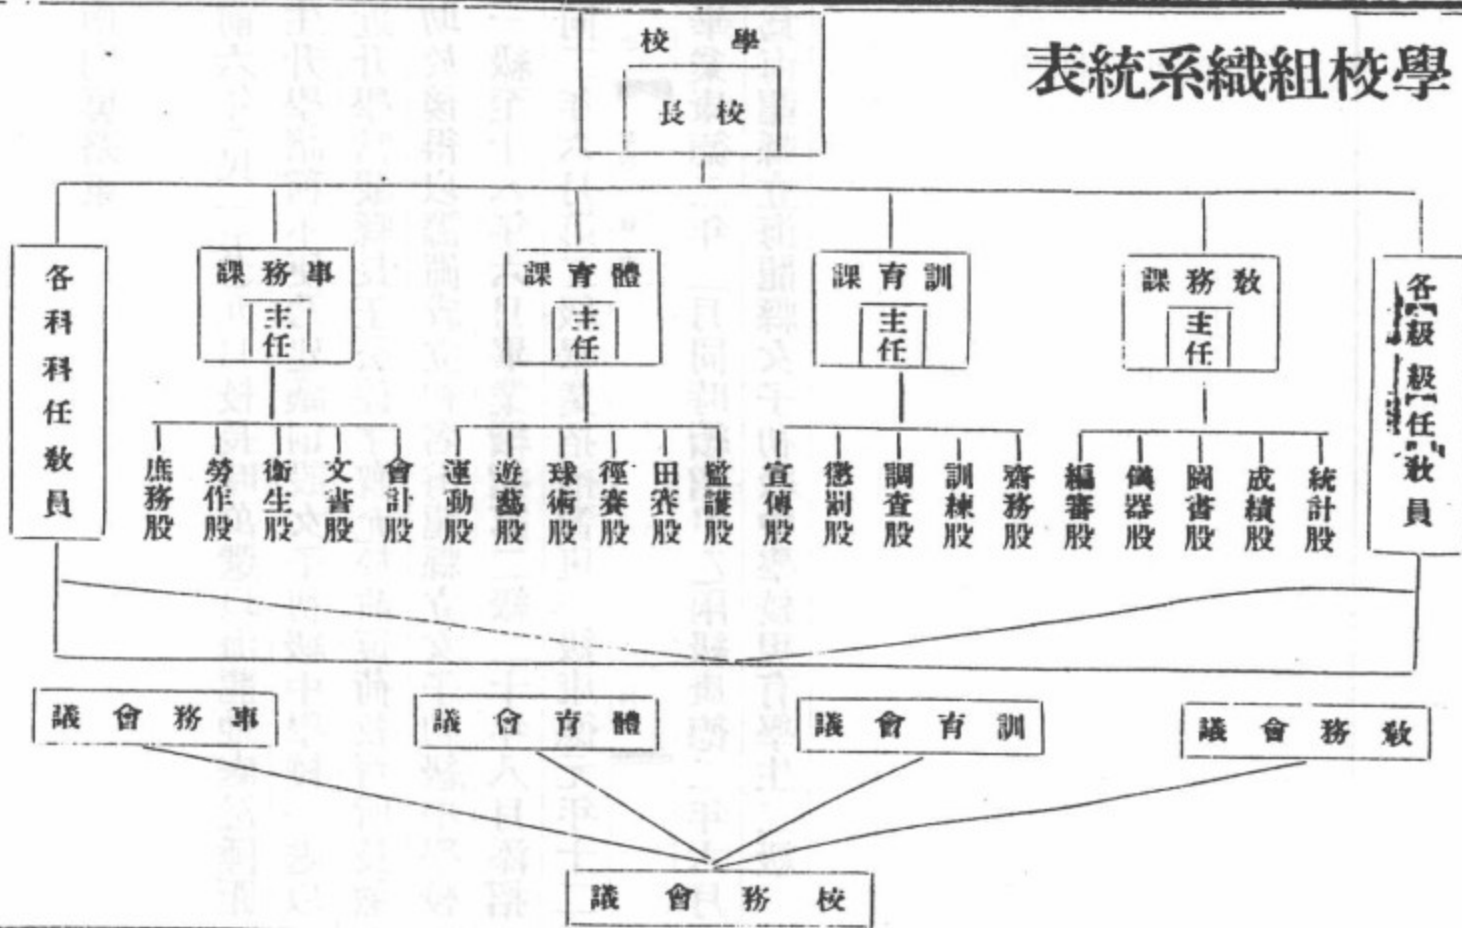 學校組織系統表
學校
校長
各級級任教員
教務課
主任
訓育課
主任
體育課
主任
事務課
主任
各科科任教員
統計股
成績股
圖書股
儀器股
編審股
齋務股
訓練股
調查股
懲罰股
宣傳股
監護股
田賽股
徑賽股
球術股
遊藝股
運動股
會計股
文書股
衞生股
勞作股
庶務股
教務會議
訓育會議
體育會議
事務會議
校務會議